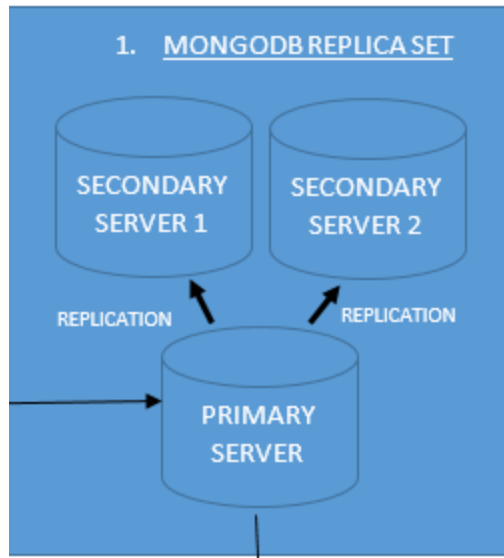 1. MONGODB REPLICA SET
SECONDARY
SERVER 1
SECONDARY
SERVER 2
REPLICATION
REPLICATION
PRIMARY
SERVER